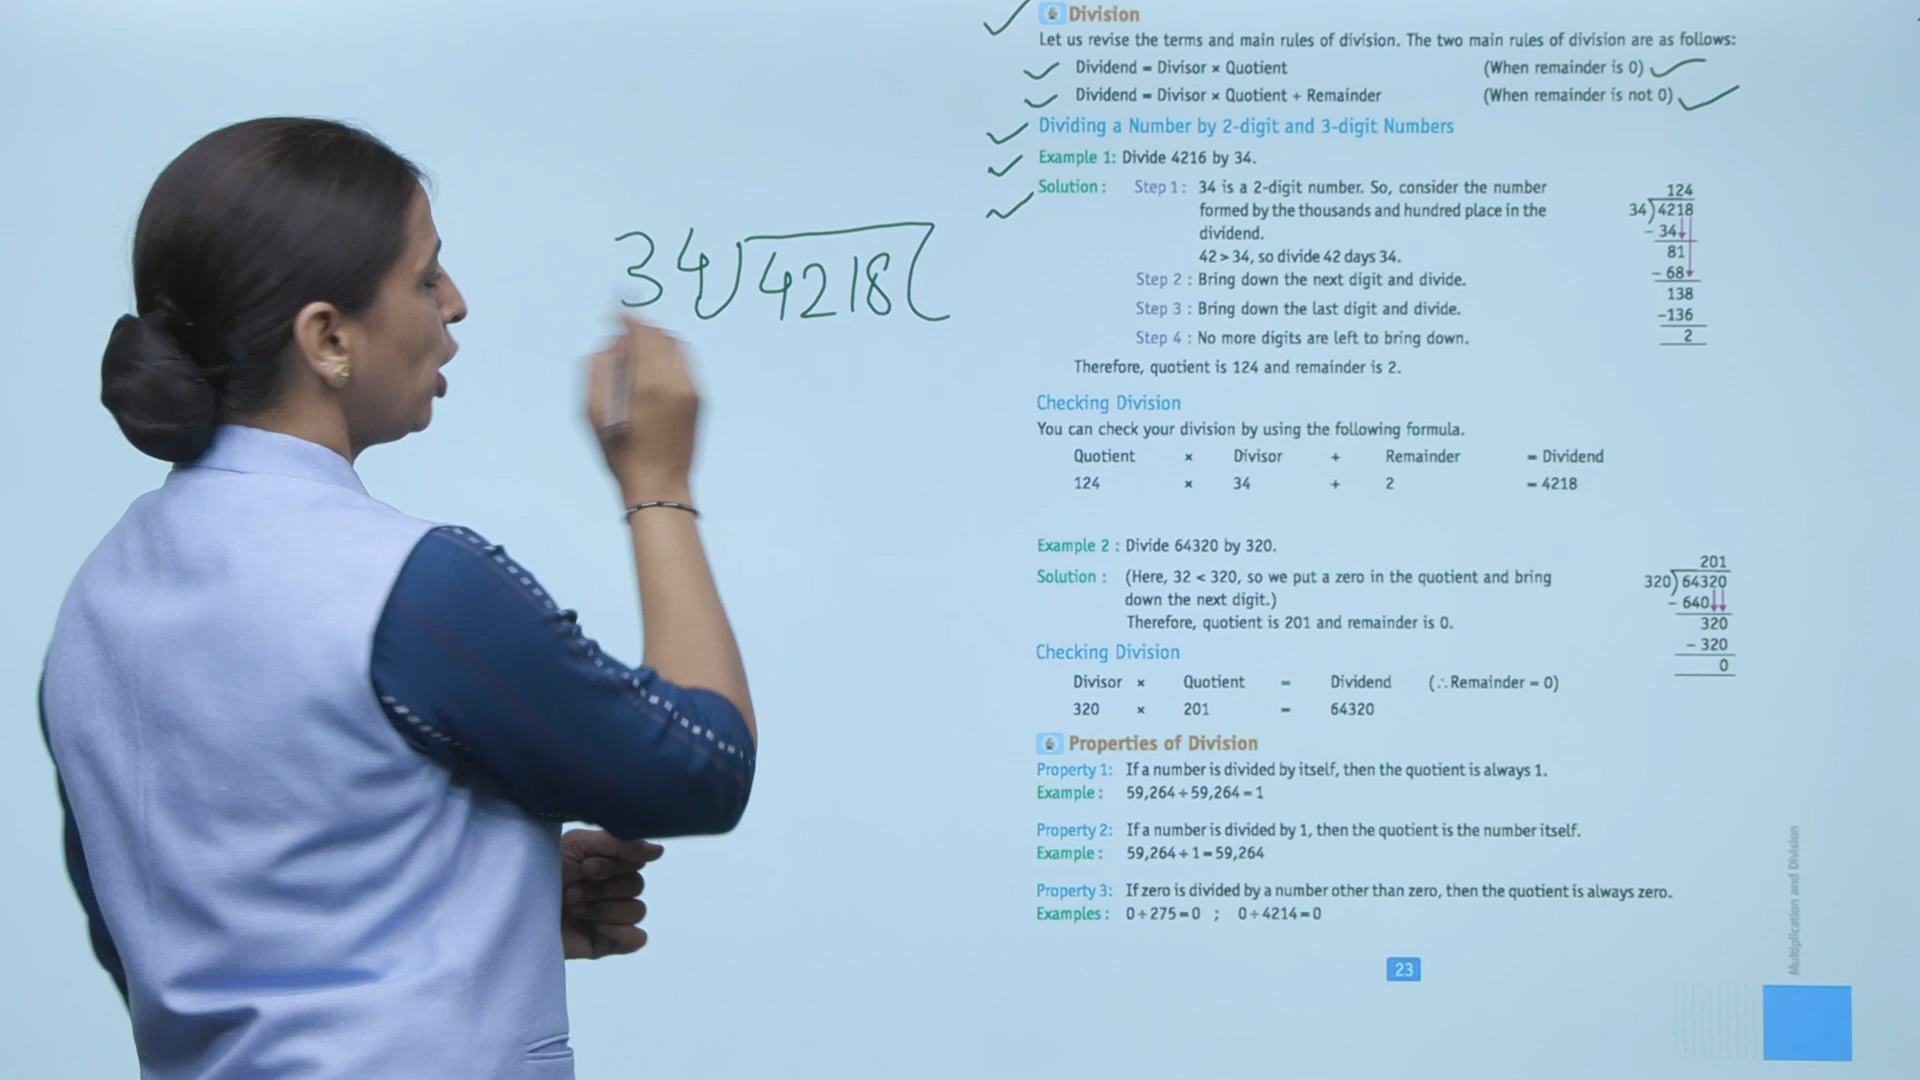 Division
Let us revise the terms and main rules of division. The two main rules of division are as follows:
Dividend = Divisor × Quotient (When remainder is 0)
Dividend = Divisor × Quotient + Remainder (When remainder is not 0)
Dividing a Number by 2-digit and 3-digit Numbers
Example 1: Divide 4216 by 34.
Solution : Step 1 : 34 is a 2-digit number. So, consider the number
formed by the thousands and hundred place in the
dividend.
42 > 34, so divide 42 days 34.
Step 2 : Bring down the next digit and divide.
Step 3 : Bring down the last digit and divide.
Step 4 : No more digits are left to bring down.
Therefore, quotient is 124 and remainder is 2.
124
34)4218
- 34
81
- 68
138
-136
2
34)4218(
Checking Division
You can check your division by using the following formula.
Quotient × Divisor + Remainder = Dividend
124 × 34 + 2 = 4218
Example 2 : Divide 64320 by 320.
Solution : (Here, 32 < 320, so we put a zero in the quotient and bring
down the next digit.)
Therefore, quotient is 201 and remainder is 0.
201
320)64320
- 640
320
- 320
0
Checking Division
Divisor × Quotient = Dividend (∴Remainder = 0)
320 × 201 = 64320
Properties of Division
Property 1: If a number is divided by itself, then the quotient is always 1.
Example : 59,264 ÷ 59,264 = 1
Property 2: If a number is divided by 1, then the quotient is the number itself.
Example : 59,264 ÷ 1 = 59,264
Property 3: If zero is divided by a number other than zero, then the quotient is always zero.
Examples : 0 ÷ 275 = 0 ; 0 ÷ 4214 = 0
23
Multiplication and Division